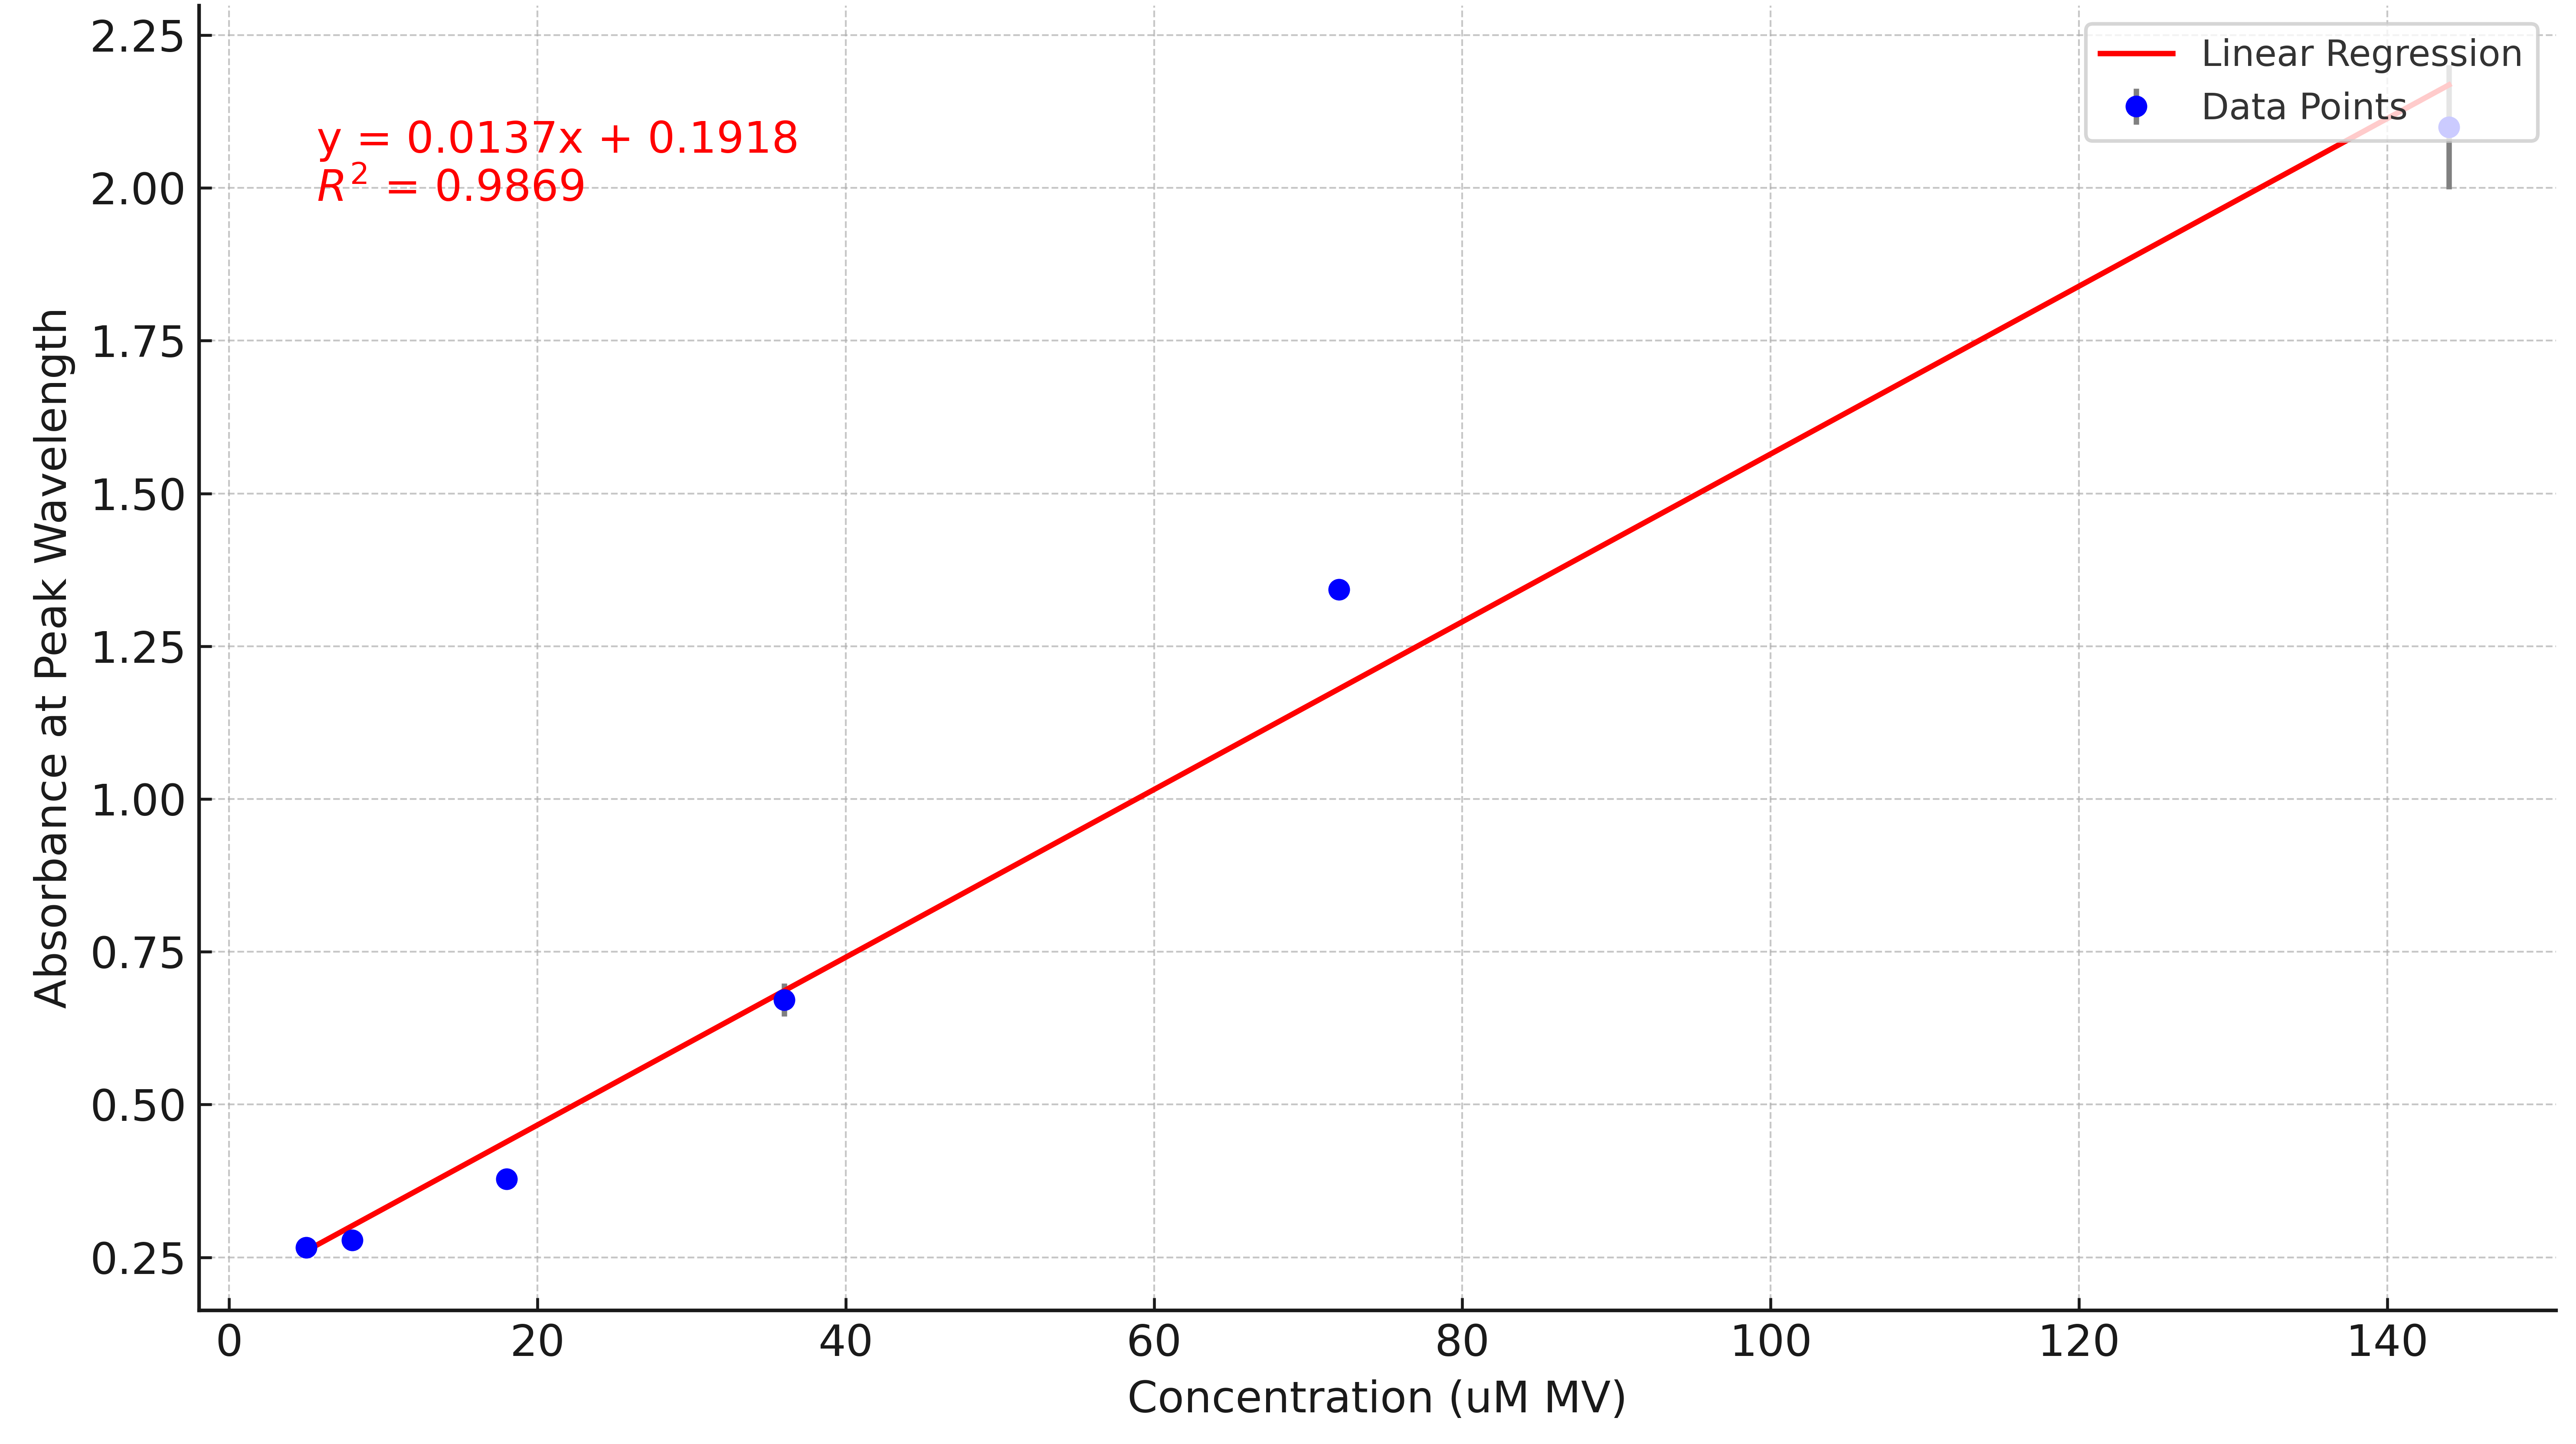 2.25
2.00
1.75
1.50
1.25
1.00
0.75
0.50
0.25
Absorbance at Peak Wavelength
y = 0.0137x + 0.1918
R² = 0.9869
Linear Regression
Data Points
0 20 40 60 80 100 120 140
Concentration (uM MV)